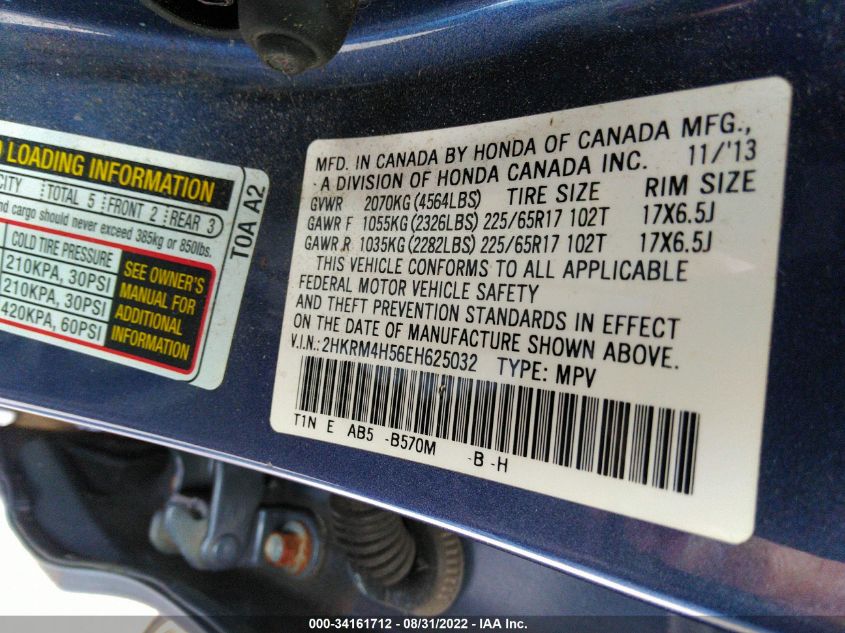 O LOADING INFORMATION
CITY TOTAL 5 FRONT 2 REAR 3
and cargo should never exceed 385kg or 850lbs.
COLD TIRE PRESSURE
210KPA, 30PSI
210KPA, 30PSI
420KPA, 60PSI
SEE OWNER'S
MANUAL FOR
ADDITIONAL
INFORMATION
T0A A2
MFD. IN CANADA BY HONDA OF CANADA MFG.,
A DIVISION OF HONDA CANADA INC. 11/'13
GVWR 2070KG (4564LBS) TIRE SIZE RIM SIZE
GAWR F 1055KG (2326LBS) 225/65R17 102T 17X6.5J
GAWR R 1035KG (2282LBS) 225/65R17 102T 17X6.5J
THIS VEHICLE CONFORMS TO ALL APPLICABLE
FEDERAL MOTOR VEHICLE SAFETY
AND THEFT PREVENTION STANDARDS IN EFFECT
ON THE DATE OF MANUFACTURE SHOWN ABOVE.
V.I.N.: 2HKRM4H56EH625032 TYPE: MPV
T1N E AB5 -B570M -B -H
000-34161712 - 08/31/2022 - IAA Inc.